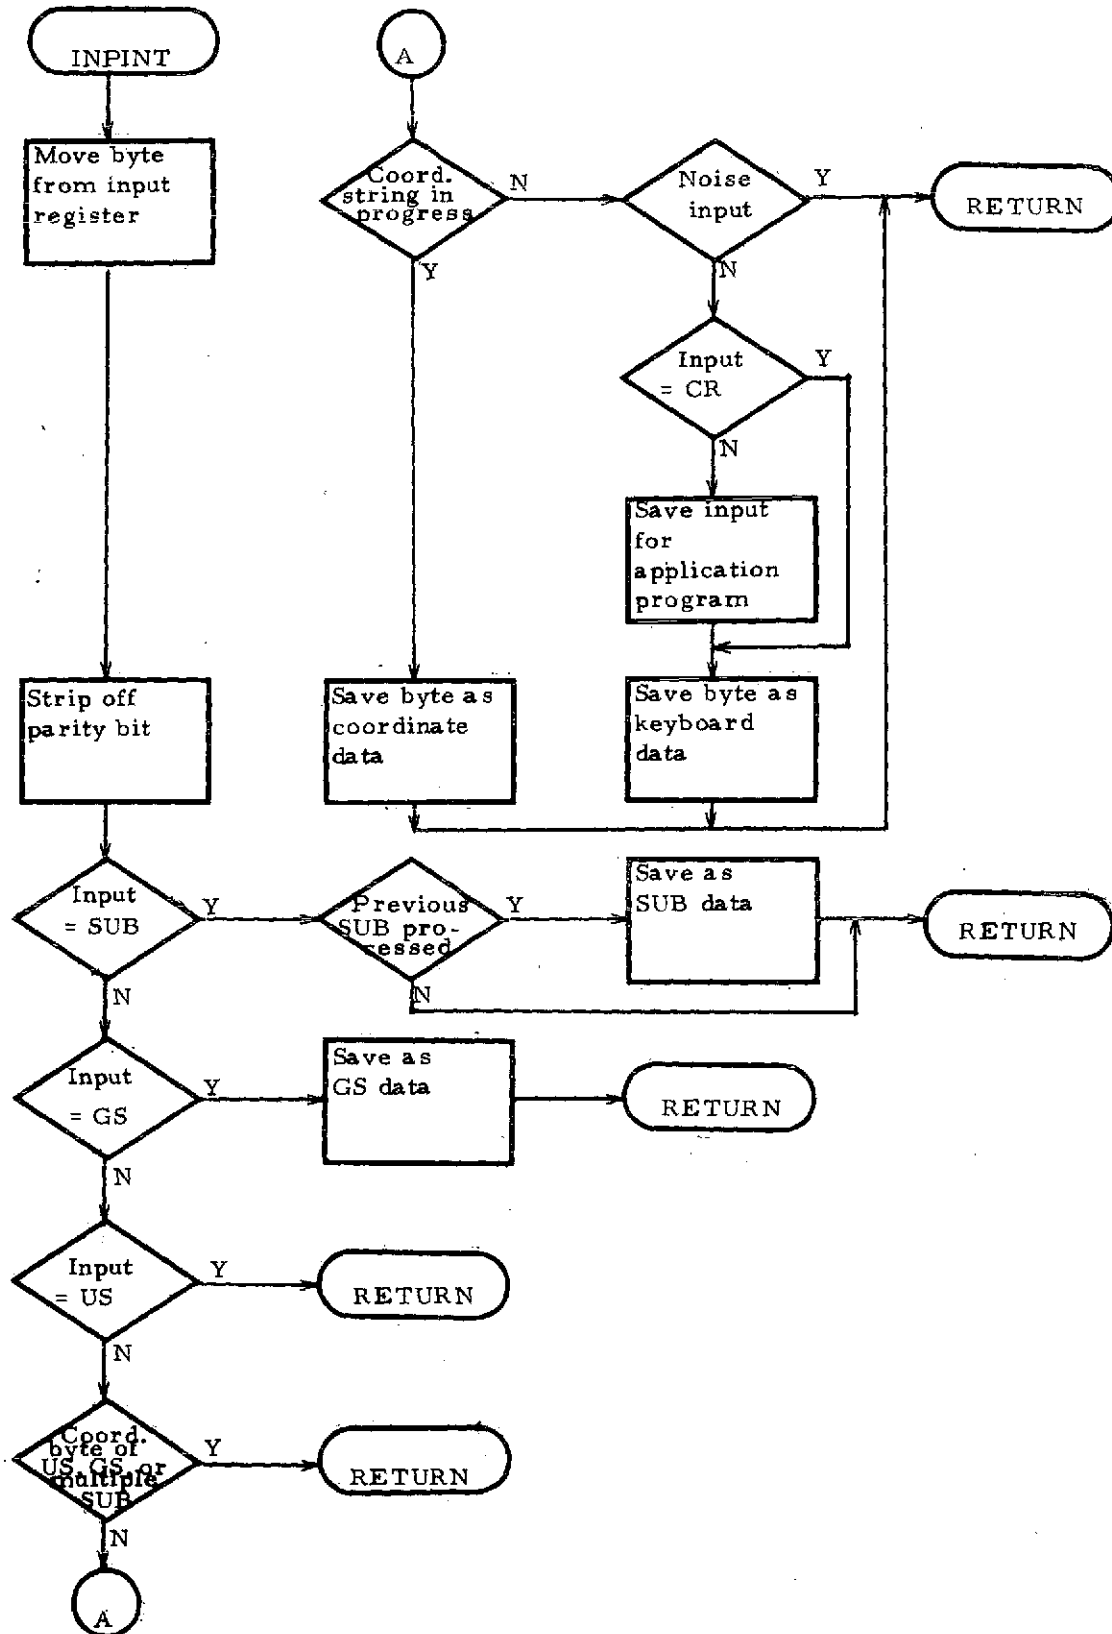 INPINT
Move byte
from input
register
Strip off
parity bit
Input
= SUB
Y
N
Previous
SUB pro-
cessed
Y
N
Save as
SUB data
RETURN
Input
= GS
Y
N
Save as
GS data
RETURN
Input
= US
Y
N
RETURN
Coord.
byte of
US, GS, or
multiple
SUB
Y
N
RETURN
A
A
Coord.
string in
progress
N
Y
Noise
input
Y
N
RETURN
Input
= CR
Y
N
Save input
for
application
program
Save byte as
coordinate
data
Save byte as
keyboard
data